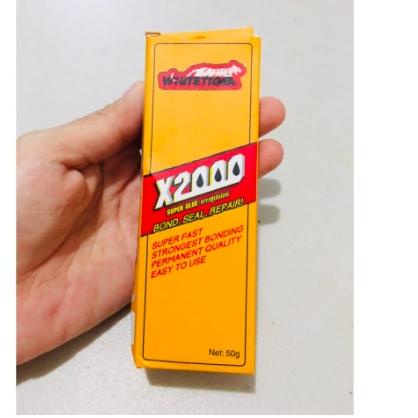 WHITETIGER
X2000
SUPER GLUE
BOND, SEAL, REPAIR!
SUPER FAST
STRONGEST BONDING
PERMANENT QUALITY
EASY TO USE
Net: 50g